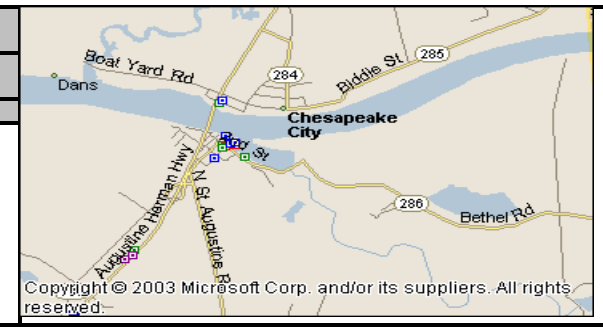 285
Boat Yard Rd
Biddle St
284
Dans
Chesapeake
City
St
Augustine Herman Hwy
N St Augustine R
286
Bethel Rd
Copyright © 2003 Microsoft Corp. and/or its suppliers. All rights
reserved.